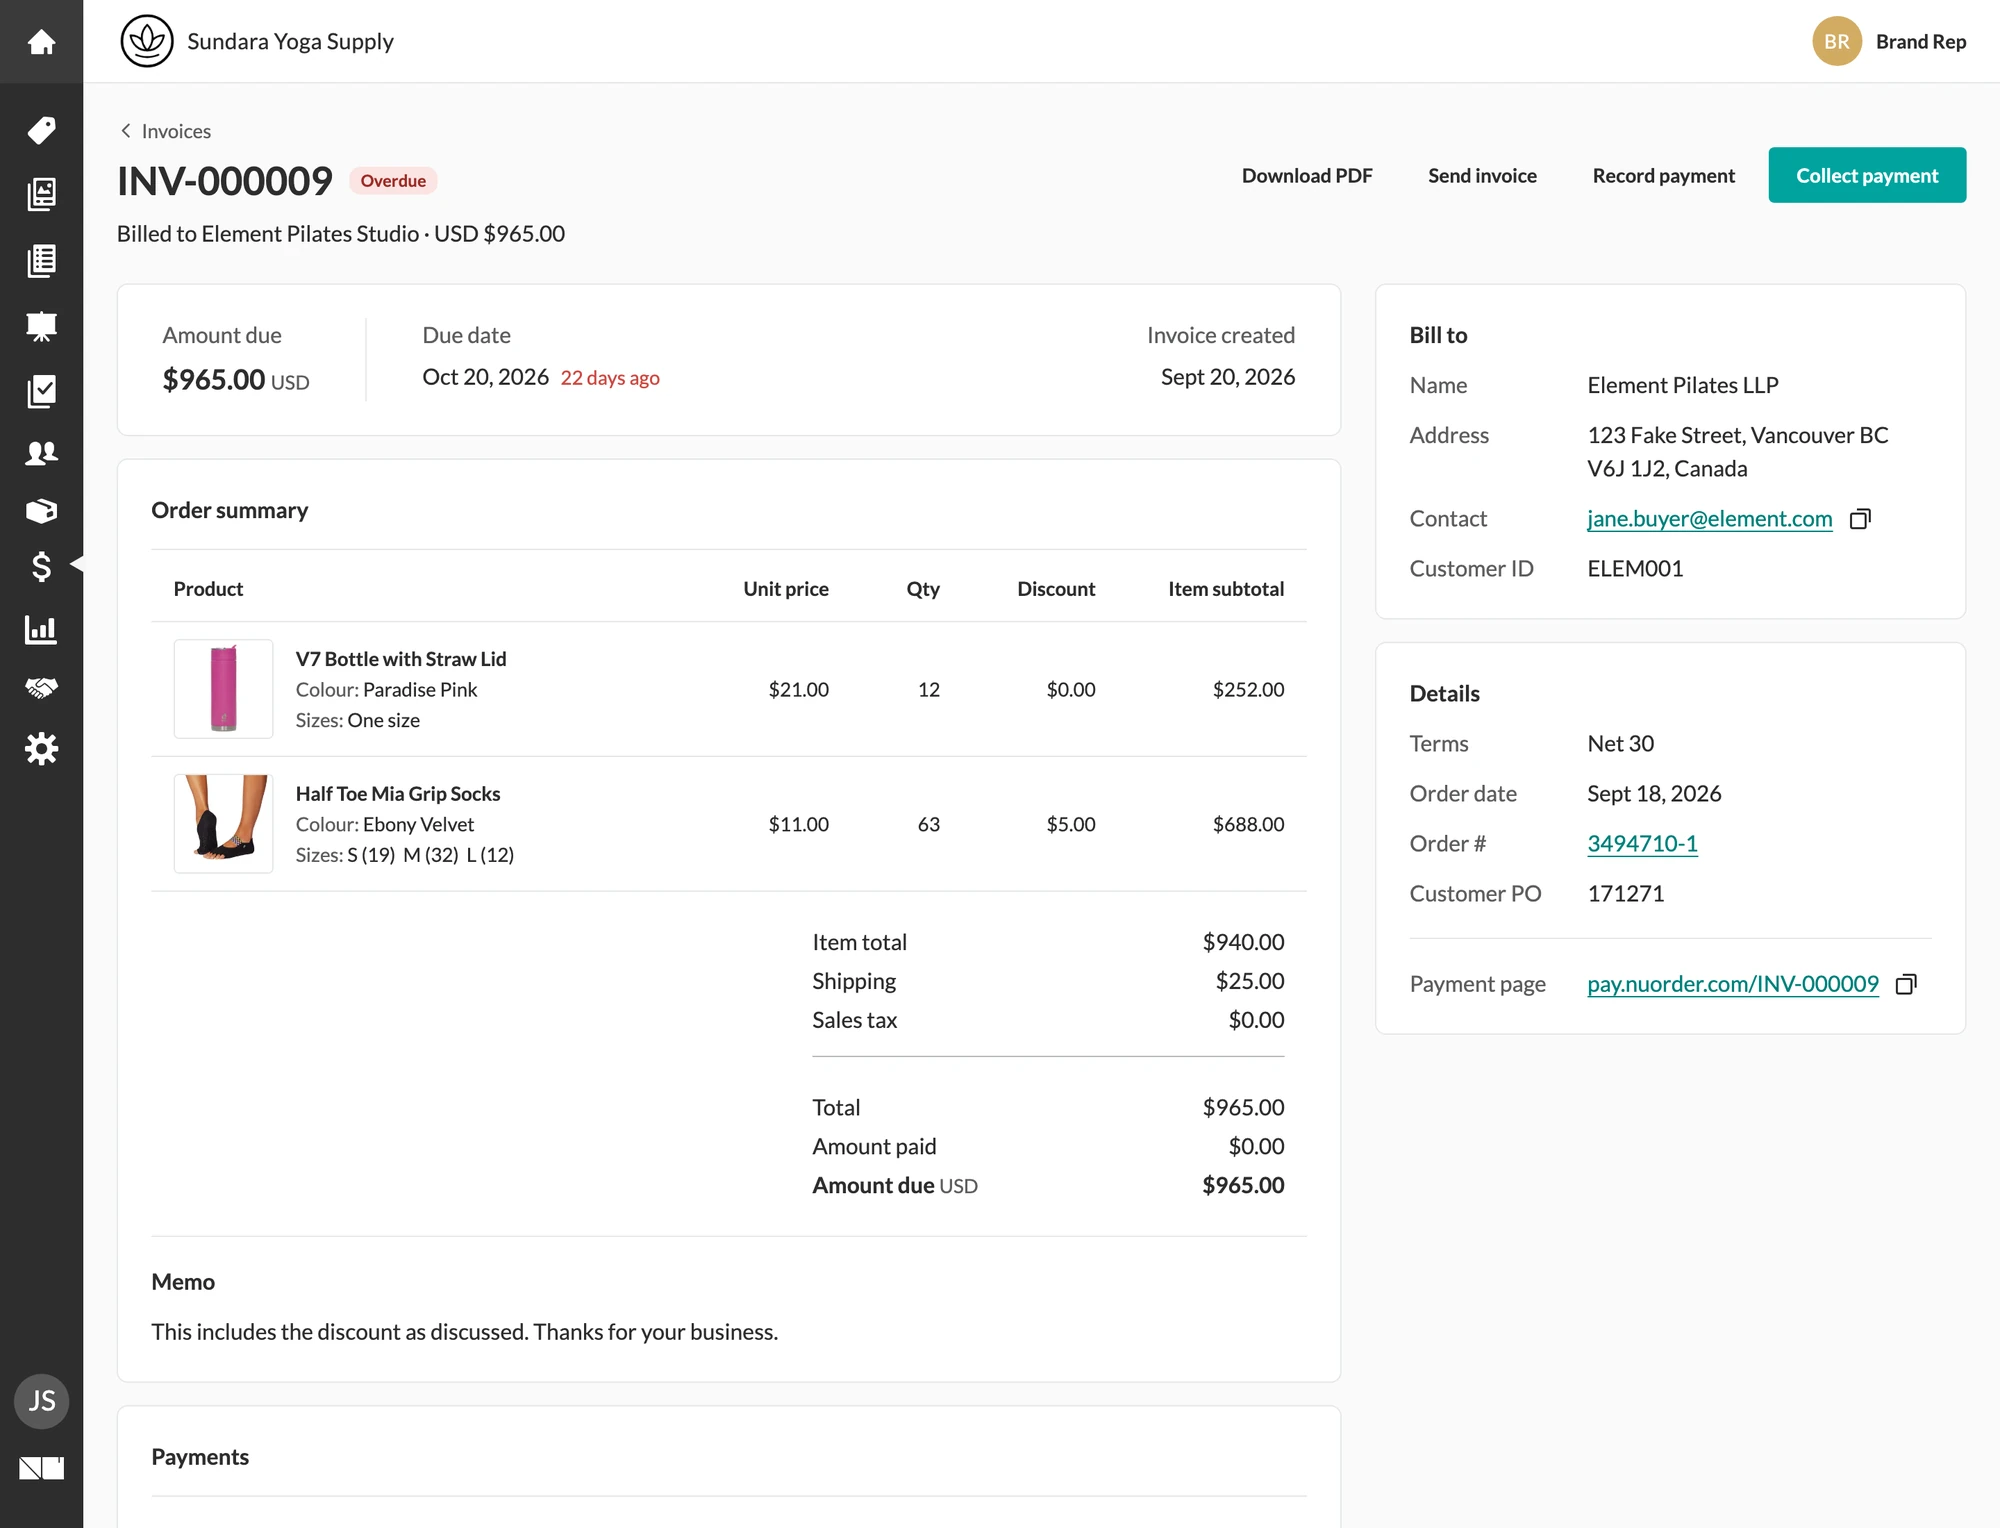 Sundara Yoga Supply
BR Brand Rep
Invoices
INV-000009 Overdue
Download PDF Send invoice Record payment Collect payment
Billed to Element Pilates Studio · USD $965.00
Amount due Due date Invoice created
$965.00 USD Oct 20, 2026 22 days ago Sept 20, 2026
Order summary
Product Unit price Qty Discount Item subtotal
V7 Bottle with Straw Lid
Colour: Paradise Pink $21.00 12 $0.00 $252.00
Sizes: One size
Half Toe Mia Grip Socks
Colour: Ebony Velvet $11.00 63 $5.00 $688.00
Sizes: S (19) M (32) L (12)
Item total $940.00
Shipping $25.00
Sales tax $0.00
Total $965.00
Amount paid $0.00
Amount due USD $965.00
Memo
This includes the discount as discussed. Thanks for your business.
Payments
Bill to
Name Element Pilates LLP
Address 123 Fake Street, Vancouver BC
V6J 1J2, Canada
Contact jane.buyer@element.com
Customer ID ELEM001
Details
Terms Net 30
Order date Sept 18, 2026
Order # 3494710-1
Customer PO 171271
Payment page pay.nuorder.com/INV-000009
JS